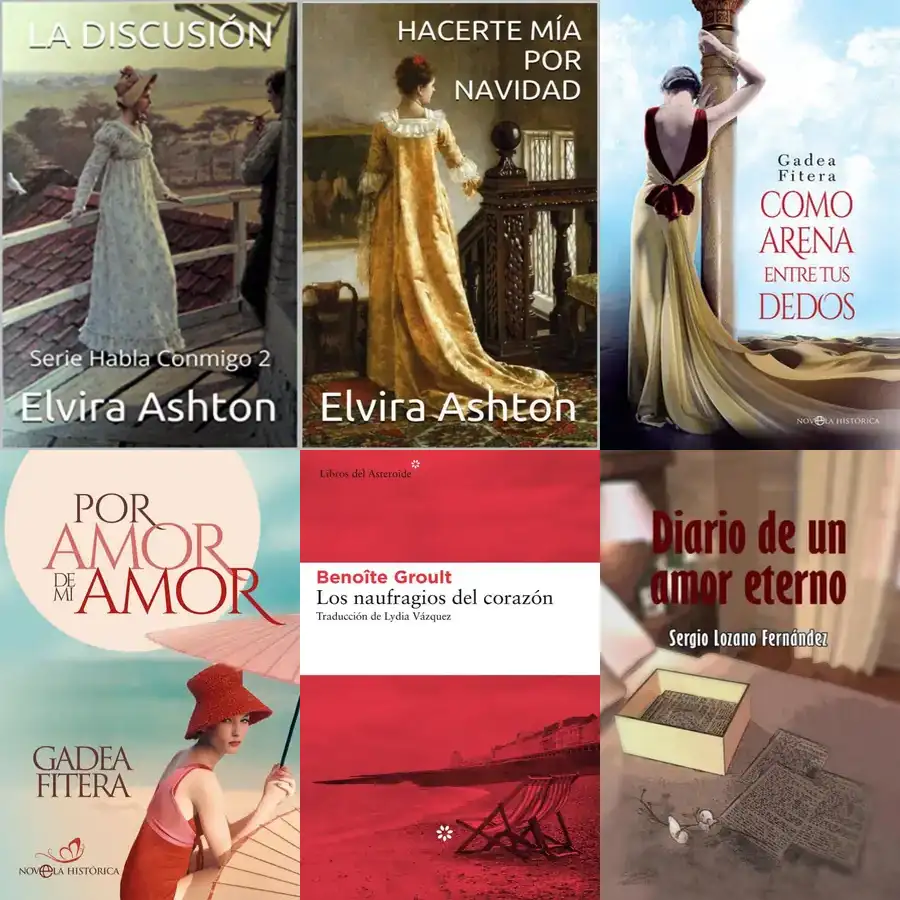 LA DISCUSIÓN
Serie Habla Conmigo 2
Elvira Ashton
HACERTE MÍA
POR
NAVIDAD
Elvira Ashton
Gadea
Fitera
COMO
ARENA
ENTRE TUS
DEDOS
NOVELA HISTÓRICA
POR
AMOR
DE
MI
AMOR
GADEA
FITERA
NOVELA HISTÓRICA
Libros del Asteroide
Benoîte Groult
Los naufragios del corazón
Traducción de Lydia Vázquez
Diario de un
amor eterno
Sergio Lozano Fernández